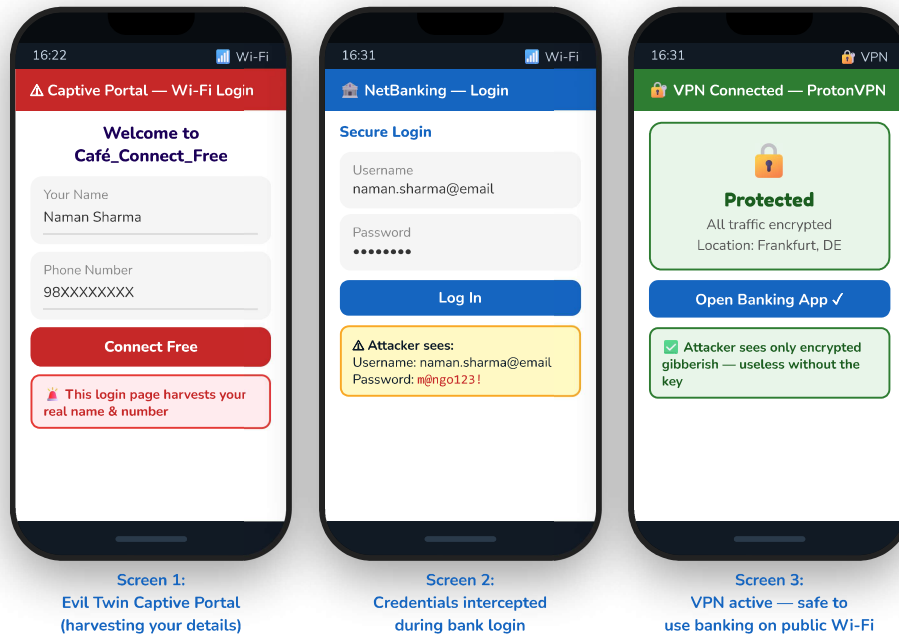 16:22
Wi-Fi
⚠ Captive Portal — Wi-Fi Login
Welcome to
Café_Connect_Free
Your Name
Naman Sharma
Phone Number
98XXXXXXXX
Connect Free
🚨 This login page harvests your
real name & number
Screen 1:
Evil Twin Captive Portal
(harvesting your details)
16:31
Wi-Fi
🏦 NetBanking — Login
Secure Login
Username
naman.sharma@email
Password
••••••••
Log In
⚠ Attacker sees:
Username: naman.sharma@email
Password: m@ngo123!
Screen 2:
Credentials intercepted
during bank login
16:31
🔐 VPN
🔐 VPN Connected — ProtonVPN
Protected
All traffic encrypted
Location: Frankfurt, DE
Open Banking App ✓
✅ Attacker sees only encrypted
gibberish — useless without the
key
Screen 3:
VPN active — safe to
use banking on public Wi-Fi